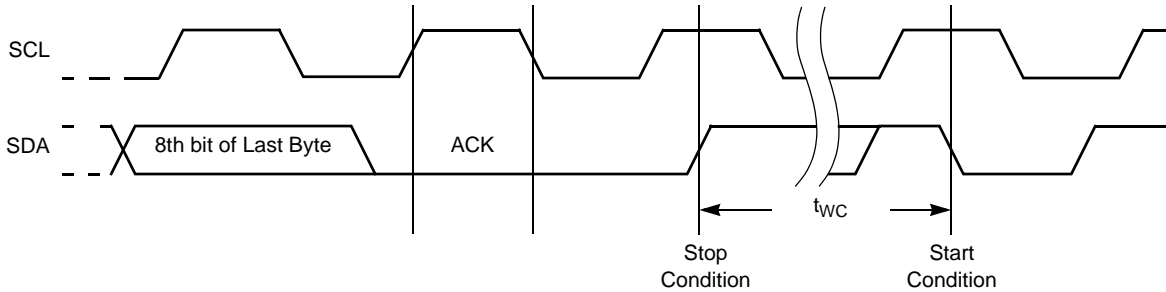 SCL
SDA
8th bit of Last Byte
ACK
tWC
Stop
Condition
Start
Condition